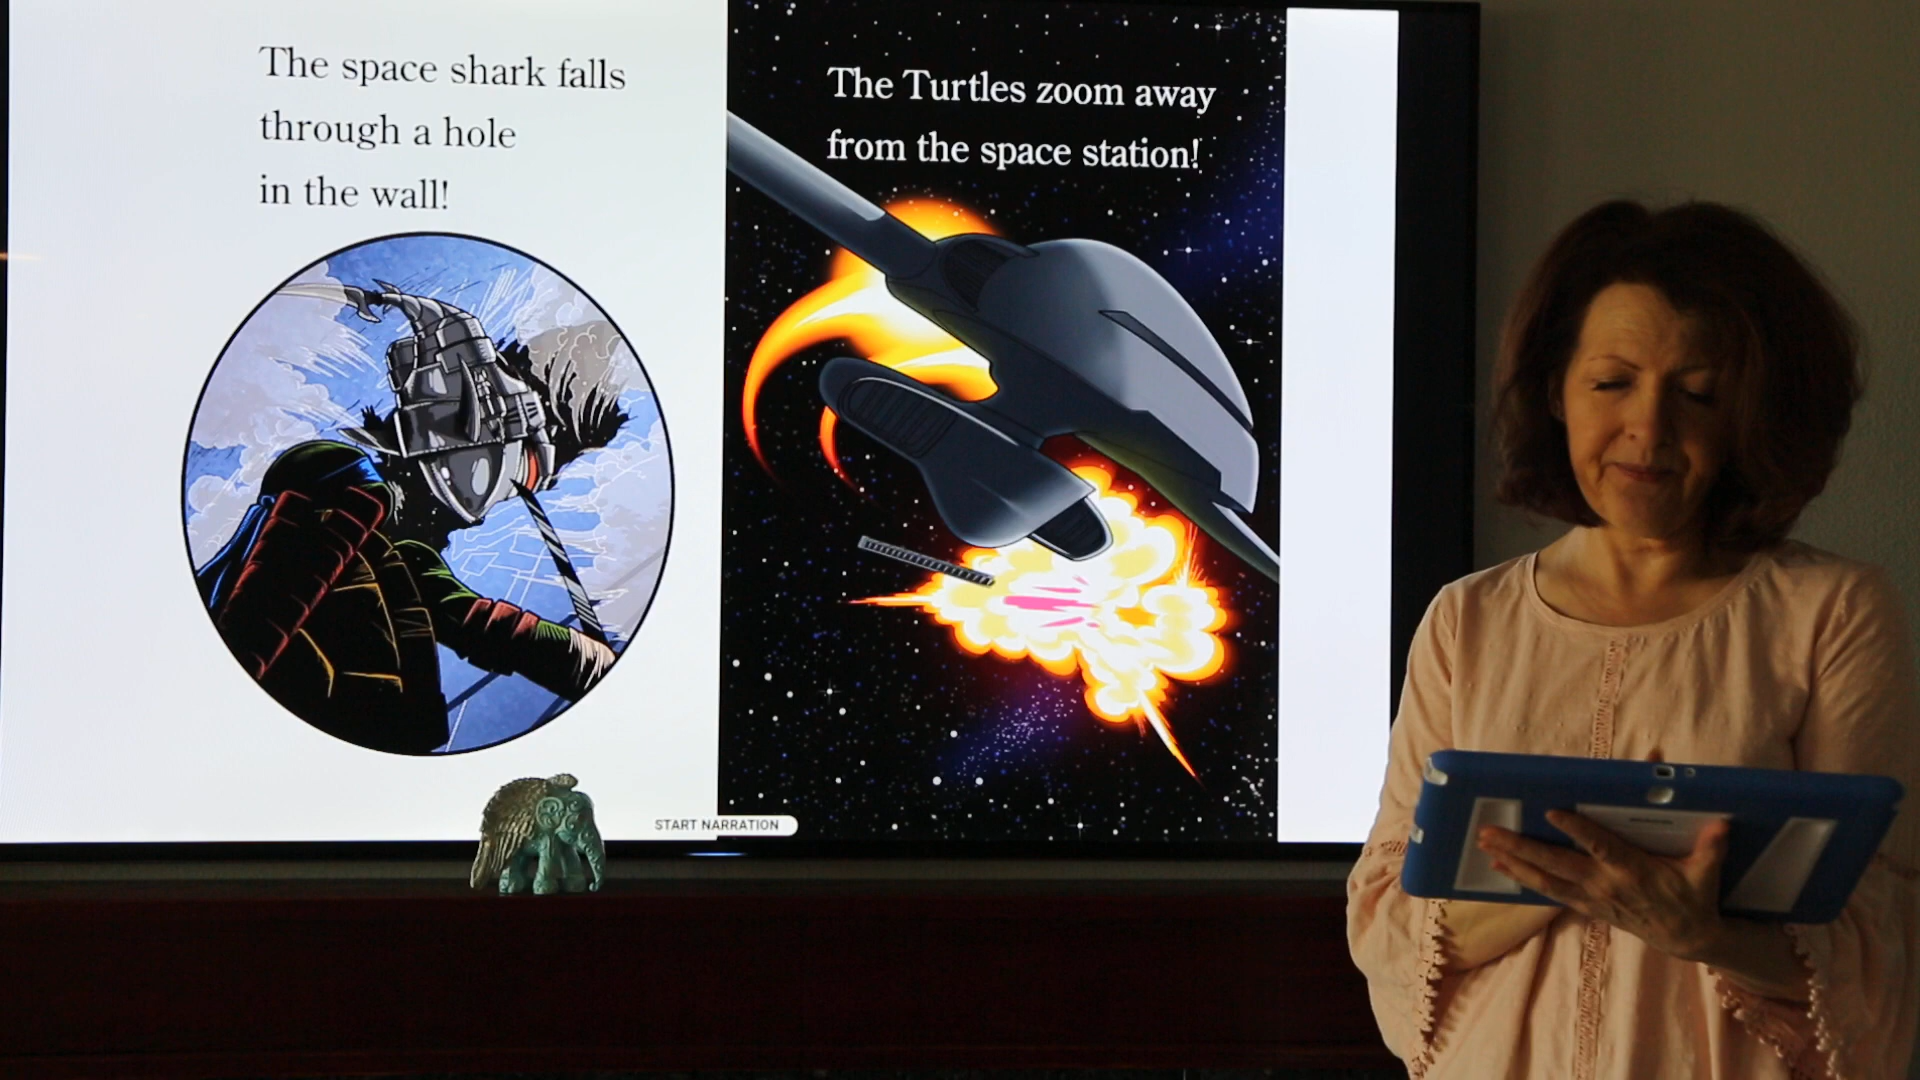 The space shark falls
through a hole
in the wall!
The Turtles zoom away
from the space station!
START NARRATION